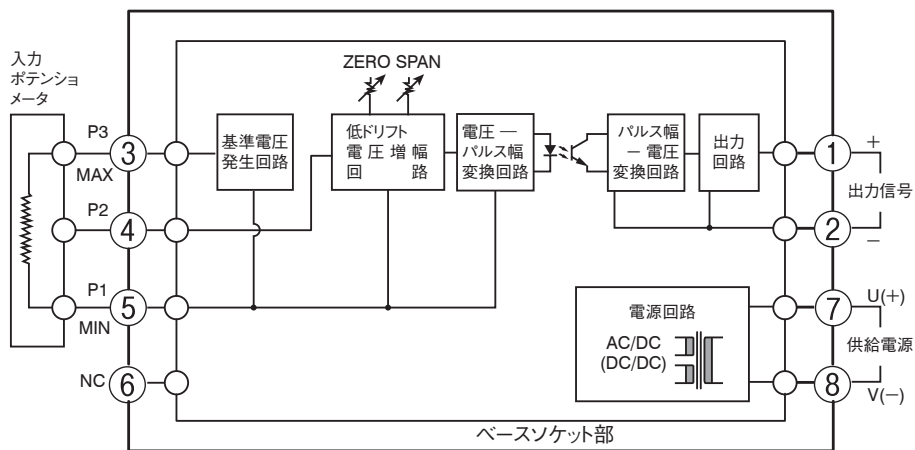 入力
ポテンショ
メータ
P3
3
MAX
P2
4
P1
5
MIN
NC
6
ZERO SPAN
基準電圧
発生回路
低ドリフト
電圧増幅
回　　路
電圧 ―
パルス幅
変換回路
パルス幅
― 電圧
変換回路
出力
回路
1
+
出力信号
2
−
電源回路
AC/DC
(DC/DC)
7
U(+)
供給電源
8
V(−)
ベースソケット部